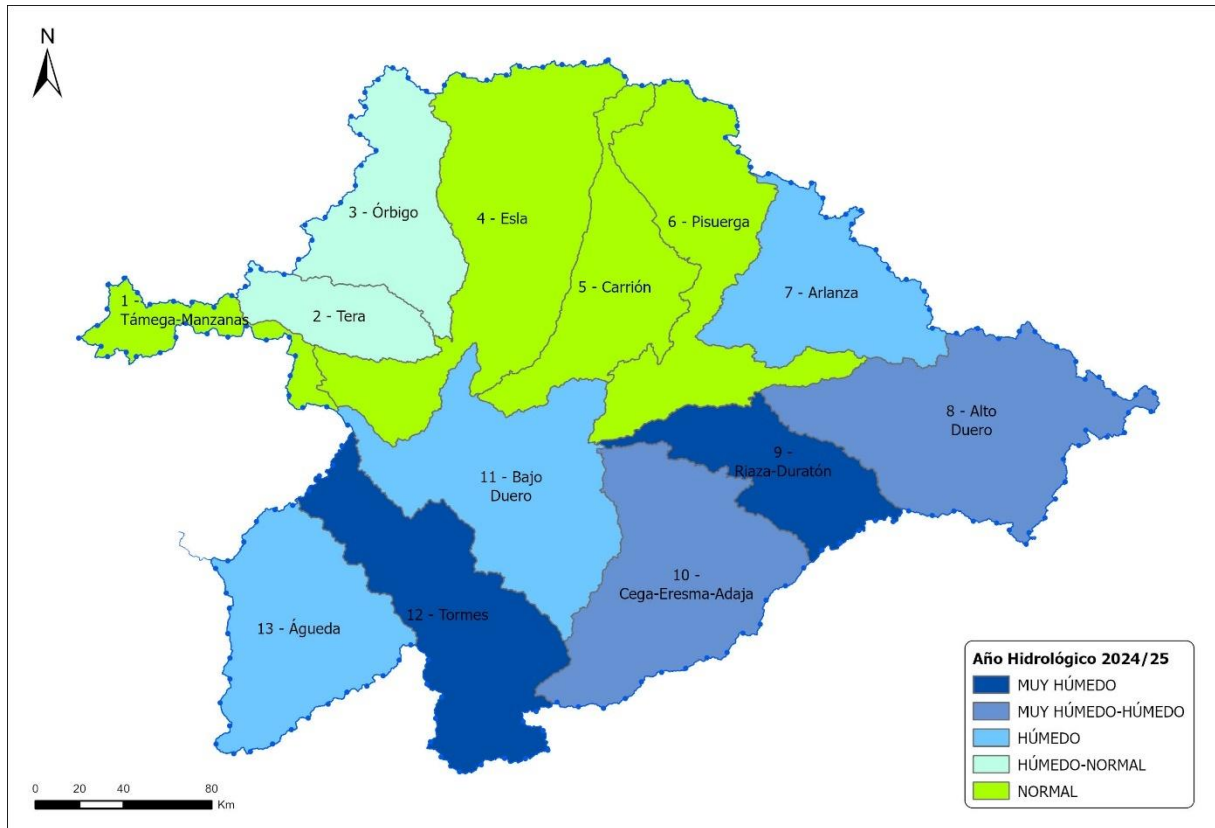 N
3 - Órbigo
4 - Esla
6 - Pisuerga
5 - Carrión
7 - Arlanza
1 -
Támega-Manzanas
2 - Tera
8 - Alto
Duero
9 -
Riaza-Duratón
11 - Bajo
Duero
10 -
Cega-Eresma-Adaja
12 - Tormes
13 - Águeda
Año Hidrológico 2024/25
MUY HÚMEDO
MUY HÚMEDO-HÚMEDO
HÚMEDO
HÚMEDO-NORMAL
NORMAL
0 20 40 80
Km